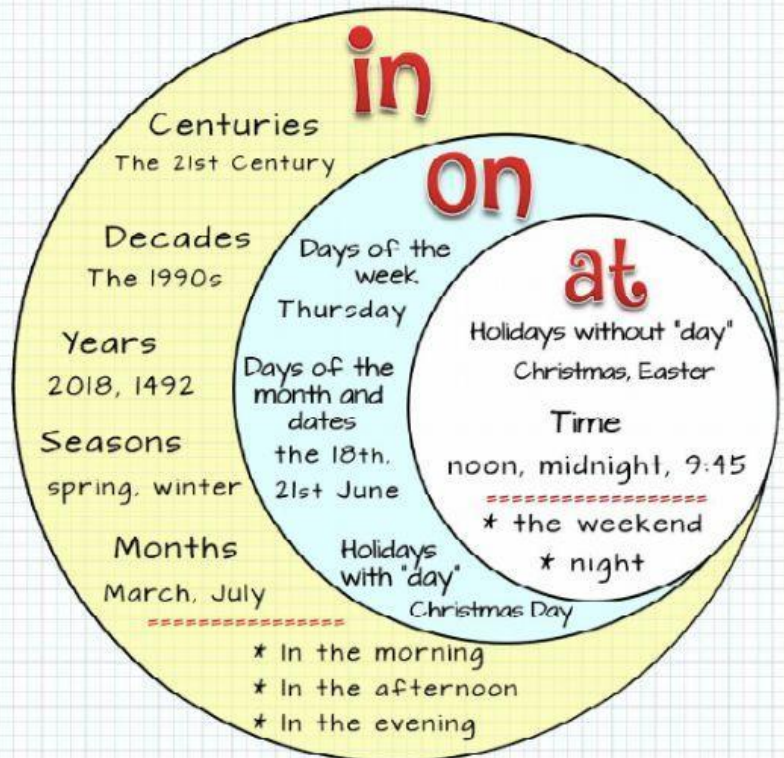 in
Centuries
The 21st Century
Decades
The 1990s
Years
2018, 1492
Seasons
spring, winter
Months
March, July
===============
* In the morning
* In the afternoon
* In the evening
on
Days of the
week
Thursday
Days of the
month and
dates
the 18th,
21st June
Holidays
with "day"
Christmas Day
at
Holidays without "day"
Christmas, Easter
Time
noon, midnight, 9:45
=================
* the weekend
* night